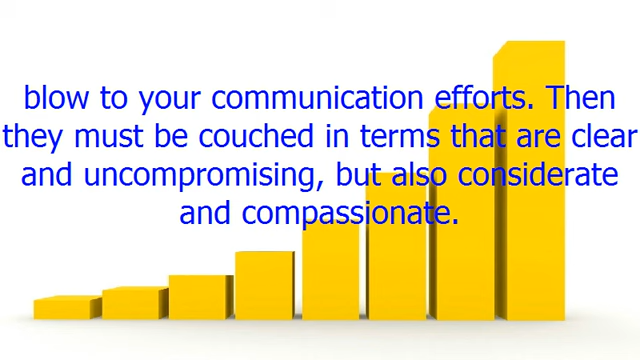 blow to your communication efforts. Then
they must be couched in terms that are clear
and uncompromising, but also considerate
and compassionate.